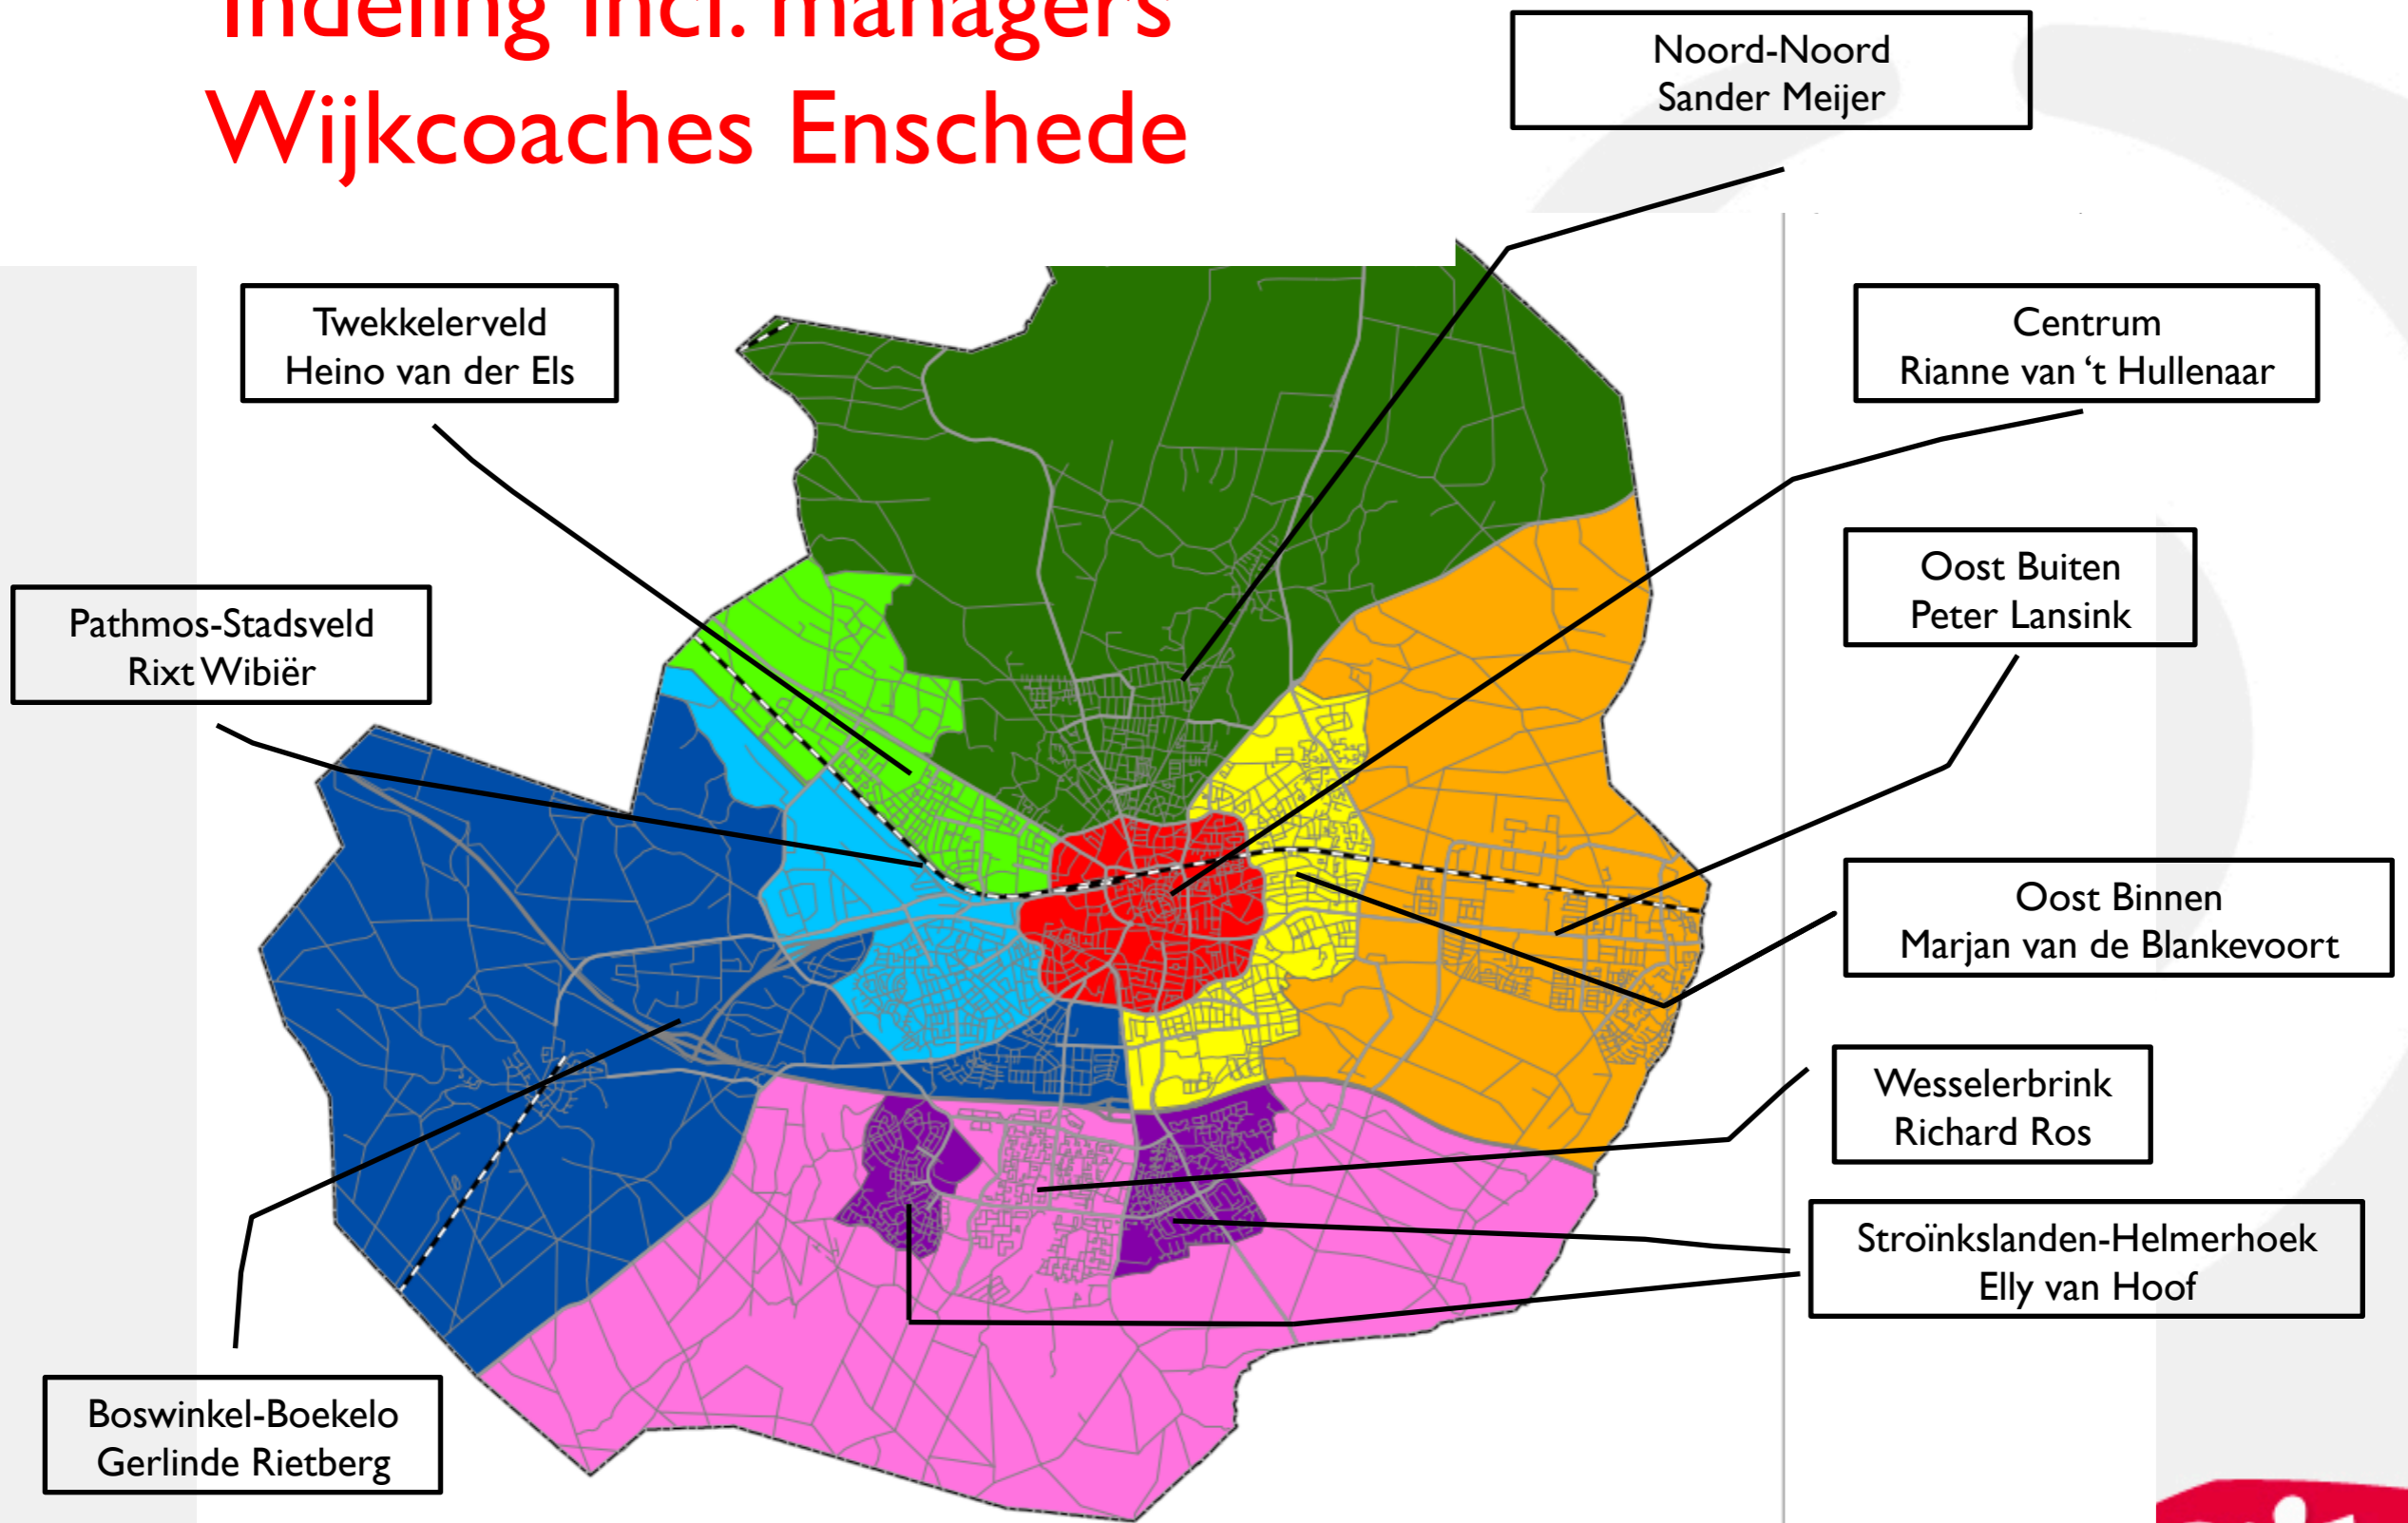 Indeling incl. managers
Wijkcoaches Enschede
Noord-Noord
Sander Meijer
Twekkelerveld
Heino van der Els
Centrum
Rianne van ‘t Hullenaar
Oost Buiten
Peter Lansink
Pathmos-Stadsveld
Rixt Wibiër
Oost Binnen
Marjan van de Blankevoort
Wesselerbrink
Richard Ros
Stroïnkslanden-Helmerhoek
Elly van Hoof
Boswinkel-Boekelo
Gerlinde Rietberg